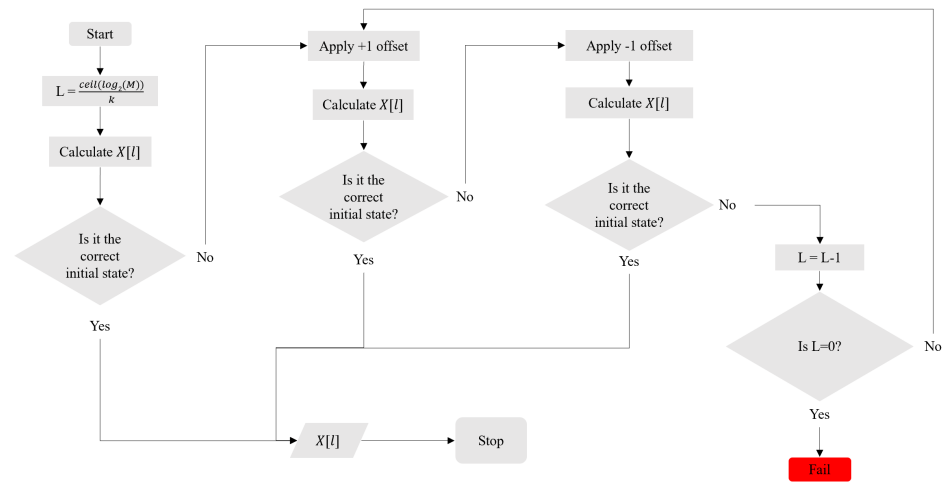 Start
L = ceil(log₂(M))/k
Calculate X[l]
Is it the
correct
initial state?
No
Yes
Apply +1 offset
Calculate X[l]
Is it the
correct
initial state?
No
Yes
Apply -1 offset
Calculate X[l]
Is it the
correct
initial state?
No
Yes
L = L-1
Is L=0?
No
Yes
Fail
X[l]
Stop